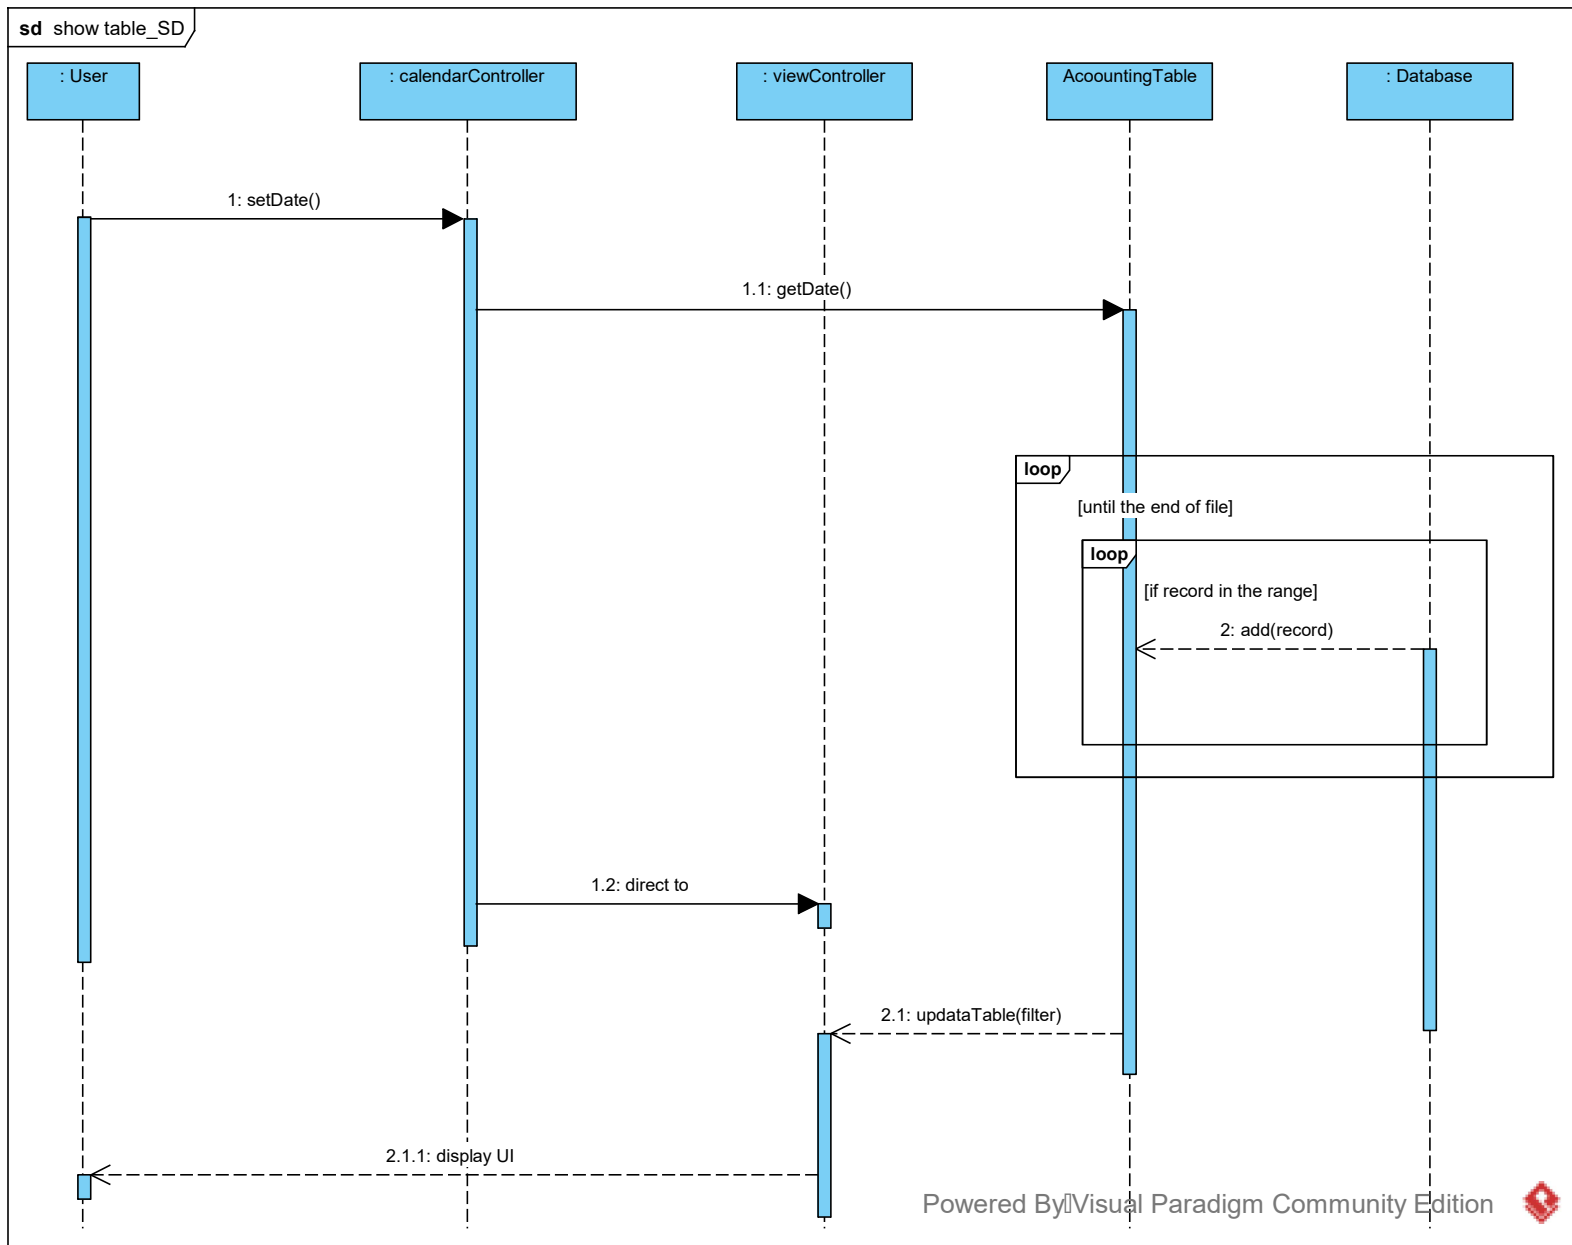 sd show table_SD
: User
: calendarController
: viewController
AcoountingTable
: Database
1: setDate()
1.1: getDate()
loop
[until the end of file]
loop
[if record in the range]
2: add(record)
1.2: direct to
2.1: updataTable(filter)
2.1.1: display UI
Powered By Visual Paradigm Community Edition